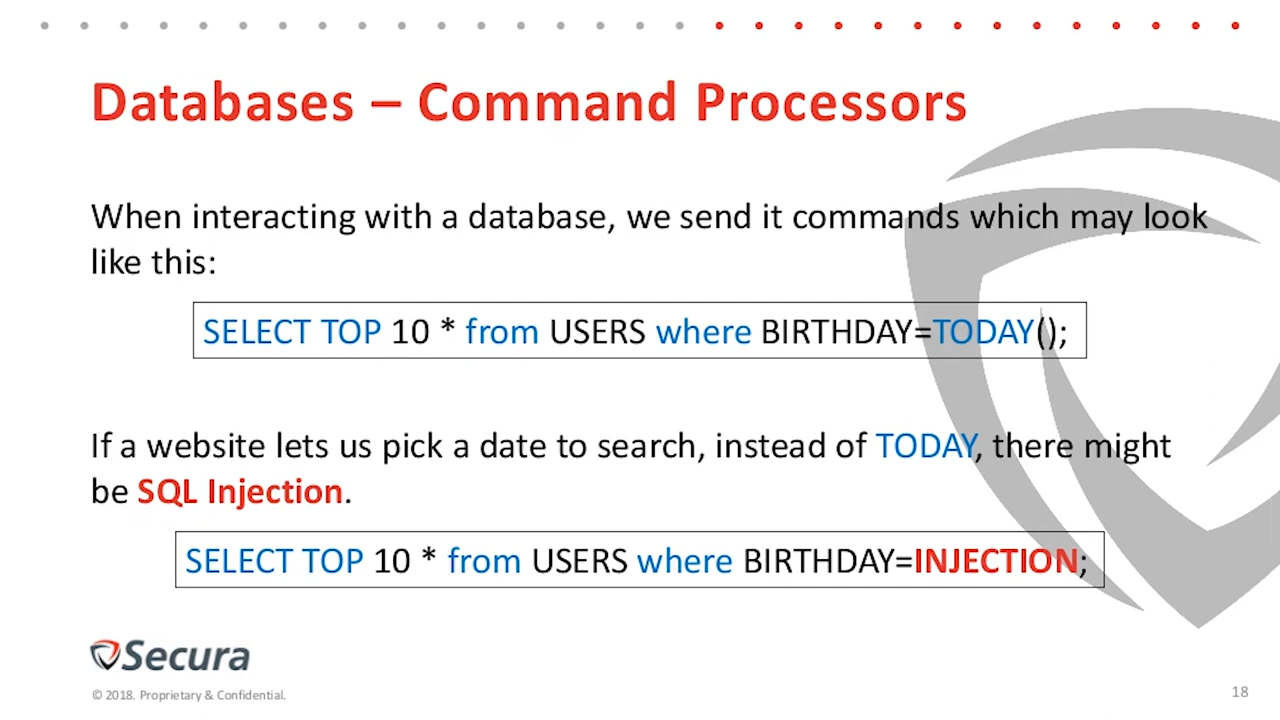 Databases – Command Processors
When interacting with a database, we send it commands which may look
like this:
SELECT TOP 10 * from USERS where BIRTHDAY=TODAY();
If a website lets us pick a date to search, instead of TODAY, there might
be SQL Injection.
SELECT TOP 10 * from USERS where BIRTHDAY=INJECTION;
Secura
© 2018. Proprietary & Confidential.
18